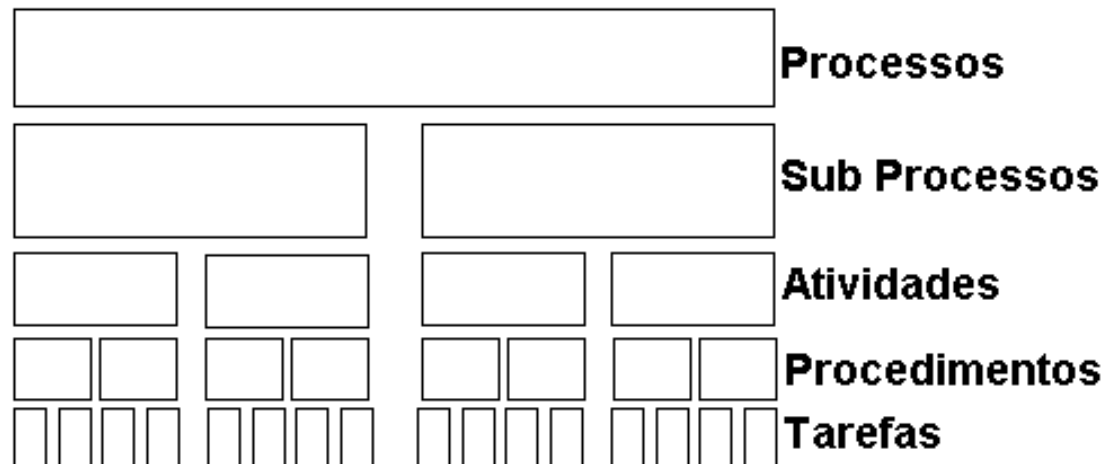 Processos
Sub Processos
Atividades
Procedimentos
Tarefas